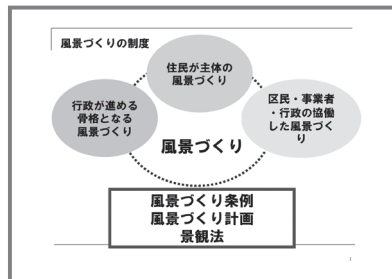 風景づくりの制度
住民が主体の
風景づくり
行政が進める
骨格となる
風景づくり
区民・事業者
・行政の協働
した風景づく
り
風景づくり
風景づくり条例
風景づくり計画
景観法
1